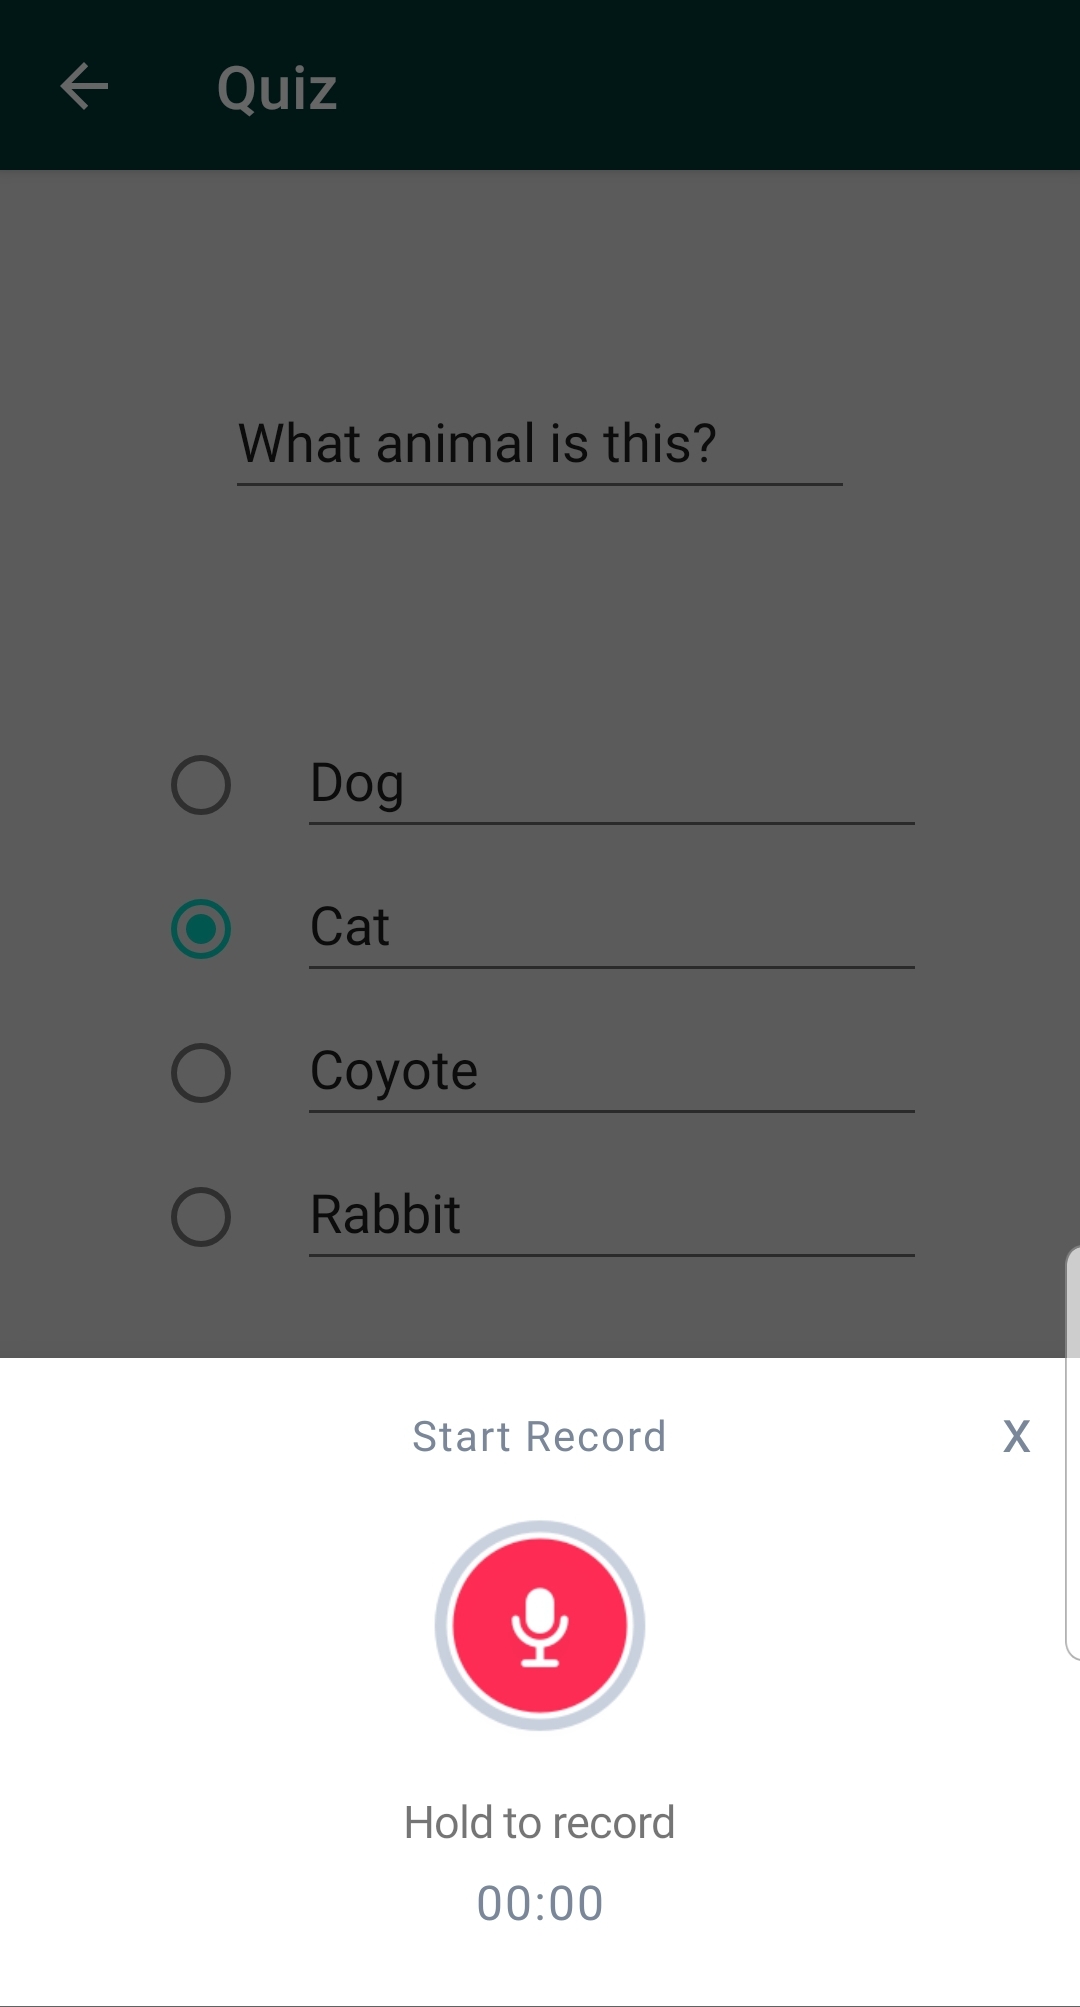 Quiz
What animal is this?
Dog
Cat
Coyote
Rabbit
Start Record
X
Hold to record
00:00